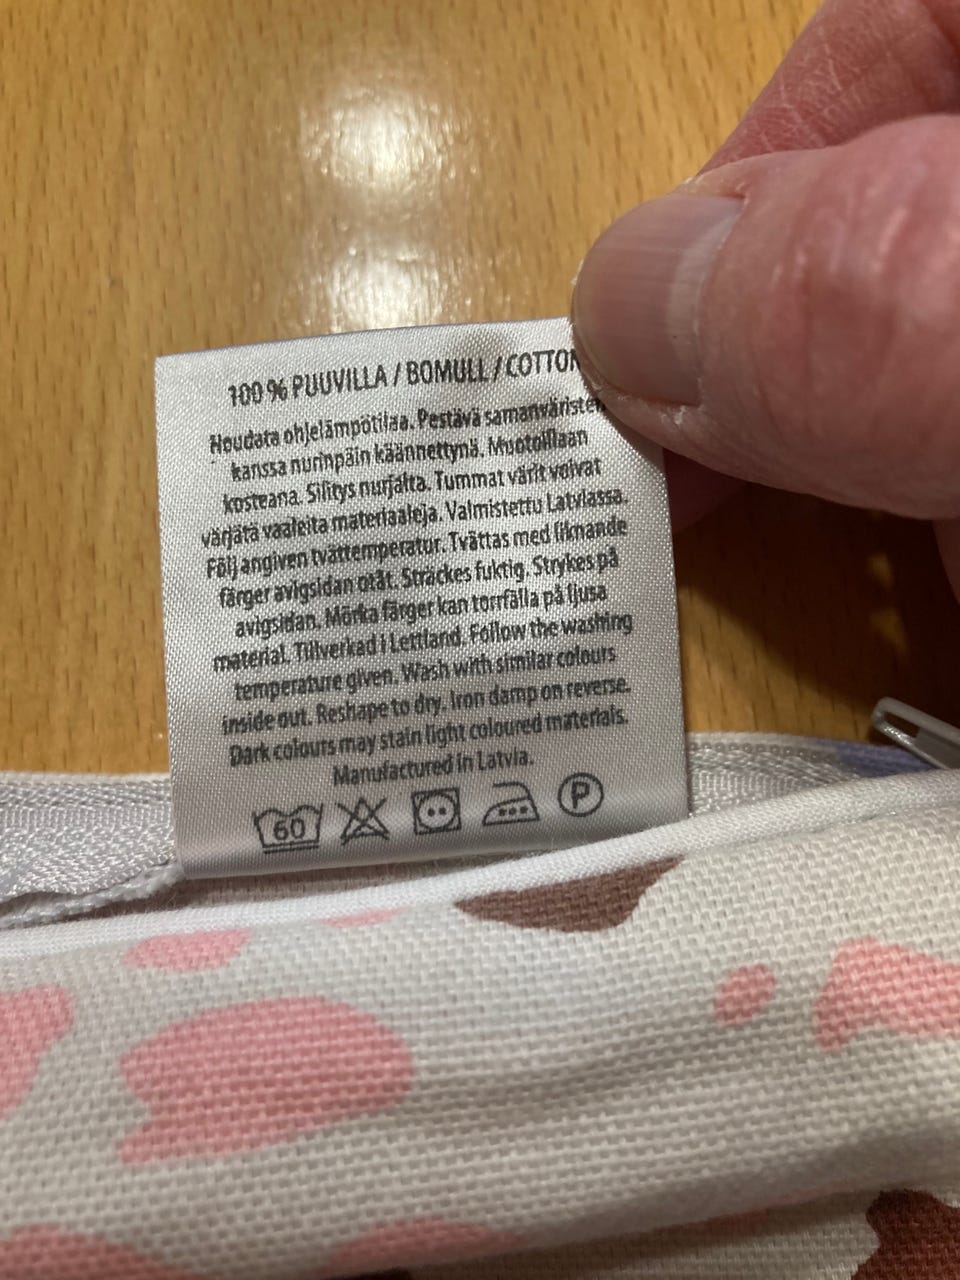 100 % PUUVILLA / BOMULL / COTTON
Noudata ohjelämpötilaa. Pestävä samanväristen
kanssa nurinpäin käännettynä. Muotoillaan
kosteana. Silitys nurjalta. Tummat värit voivat
värjätä vaaleita materiaaleja. Valmistettu Latviassa.
Följ angiven tvättemperatur. Tvättas med liknande
färger avigsidan otåt. Sträckes fuktig. Strykes på
avigsidan. Mörka färger kan torrfälla på ljusa
material. Tillverkad i Lettland. Follow the washing
temperature given. Wash with similar colours
inside out. Reshape to dry. Iron damp on reverse.
Dark colours may stain light coloured materials.
Manufactured in Latvia.
60 P